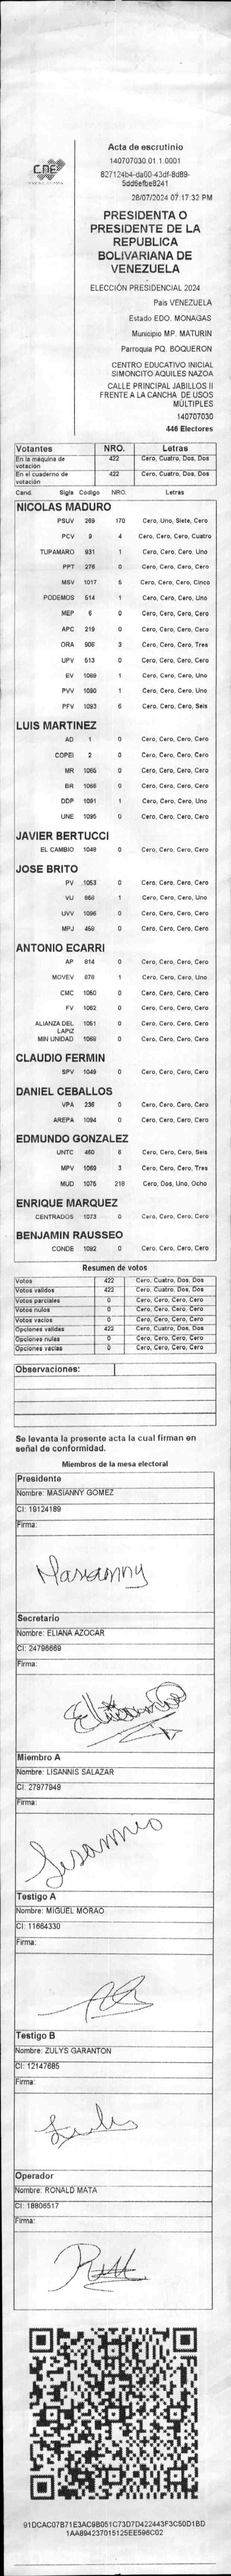 CNE
Acta de escrutinio
140707030.01.1.0001
827124b4-da00-43df-8d89-
5dd6efbe8241
28/07/2024 07:17:32 PM
PRESIDENTA O
PRESIDENTE DE LA
REPUBLICA
BOLIVARIANA DE
VENEZUELA
ELECCIÓN PRESIDENCIAL 2024
Pais VENEZUELA
Estado EDO. MONAGAS
Municipio MP. MATURIN
Parroquia PQ. BOQUERON
CENTRO EDUCATIVO INICIAL
SIMONCITO AQUILES NAZOA
CALLE PRINCIPAL JABILLOS II
FRENTE A LA CANCHA DE USOS
MÚLTIPLES
140707030
446 Electores
Votantes NRO. Letras
En la máquina de votación 422 Cero, Cuatro, Dos, Dos
En el cuaderno de votación 422 Cero, Cuatro, Dos, Dos
Cand. Sigla Código NRO. Letras
NICOLAS MADURO
PSUV 269 170 Cero, Uno, Siete, Cero
PCV 9 4 Cero, Cero, Cero, Cuatro
TUPAMARO 931 1 Cero, Cero, Cero, Uno
PPT 276 0 Cero, Cero, Cero, Cero
MSV 1017 5 Cero, Cero, Cero, Cinco
PODEMOS 514 1 Cero, Cero, Cero, Uno
MEP 6 0 Cero, Cero, Cero, Cero
APC 219 0 Cero, Cero, Cero, Cero
ORA 906 3 Cero, Cero, Cero, Tres
UPV 513 0 Cero, Cero, Cero, Cero
EV 1089 1 Cero, Cero, Cero, Uno
PVV 1090 1 Cero, Cero, Cero, Uno
PFV 1093 6 Cero, Cero, Cero, Seis
LUIS MARTINEZ
AD 1 0 Cero, Cero, Cero, Cero
COPEI 2 0 Cero, Cero, Cero, Cero
MR 1055 0 Cero, Cero, Cero, Cero
BR 1066 0 Cero, Cero, Cero, Cero
DDP 1091 1 Cero, Cero, Cero, Uno
UNE 1095 0 Cero, Cero, Cero, Cero
JAVIER BERTUCCI
EL CAMBIO 1048 0 Cero, Cero, Cero, Cero
JOSE BRITO
PV 1053 0 Cero, Cero, Cero, Cero
VU 868 1 Cero, Cero, Cero, Uno
UVV 1096 0 Cero, Cero, Cero, Cero
MPJ 458 0 Cero, Cero, Cero, Cero
ANTONIO ECARRI
AP 814 0 Cero, Cero, Cero, Cero
MOVEV 878 1 Cero, Cero, Cero, Uno
CMC 1050 0 Cero, Cero, Cero, Cero
FV 1052 0 Cero, Cero, Cero, Cero
ALIANZA DEL LAPIZ 1051 0 Cero, Cero, Cero, Cero
MIN UNIDAD 1068 0 Cero, Cero, Cero, Cero
CLAUDIO FERMIN
SPV 1049 0 Cero, Cero, Cero, Cero
DANIEL CEBALLOS
VPA 236 0 Cero, Cero, Cero, Cero
AREPA 1094 0 Cero, Cero, Cero, Cero
EDMUNDO GONZALEZ
UNTC 460 6 Cero, Cero, Cero, Seis
MPV 1069 3 Cero, Cero, Cero, Tres
MUD 1075 218 Cero, Dos, Uno, Ocho
ENRIQUE MARQUEZ
CENTRADOS 1073 0 Cero, Cero, Cero, Cero
BENJAMIN RAUSSEO
CONDE 1092 0 Cero, Cero, Cero, Cero
Resumen de votos
Votos 422 Cero, Cuatro, Dos, Dos
Votos validos 422 Cero, Cuatro, Dos, Dos
Votos parciales 0 Cero, Cero, Cero, Cero
Votos nulos 0 Cero, Cero, Cero, Cero
Votos vacios 0 Cero, Cero, Cero, Cero
Opciones validas 422 Cero, Cuatro, Dos, Dos
Opciones nulas 0 Cero, Cero, Cero, Cero
Opciones vacias 0 Cero, Cero, Cero, Cero
Observaciones:
Se levanta la presente acta la cual firman en
señal de conformidad.
Miembros de la mesa electoral
Presidente
Nombre: MASIANNY GOMEZ
CI: 19124189
Firma:
Masianny
Secretario
Nombre: ELIANA AZOCAR
CI: 24796669
Firma:
Miembro A
Nombre: LISANNIS SALAZAR
CI: 27977949
Firma:
Lisannis
Testigo A
Nombre: MIGUEL MORAO
CI: 11664330
Firma:
Testigo B
Nombre: ZULYS GARANTON
CI: 12147685
Firma:
Zulys
Operador
Nombre: RONALD MATA
CI: 18806517
Firma:
91DCAC07B71E3AC9B051C73D7D422443F3C50D1BD
1AA894237015125EE596C02